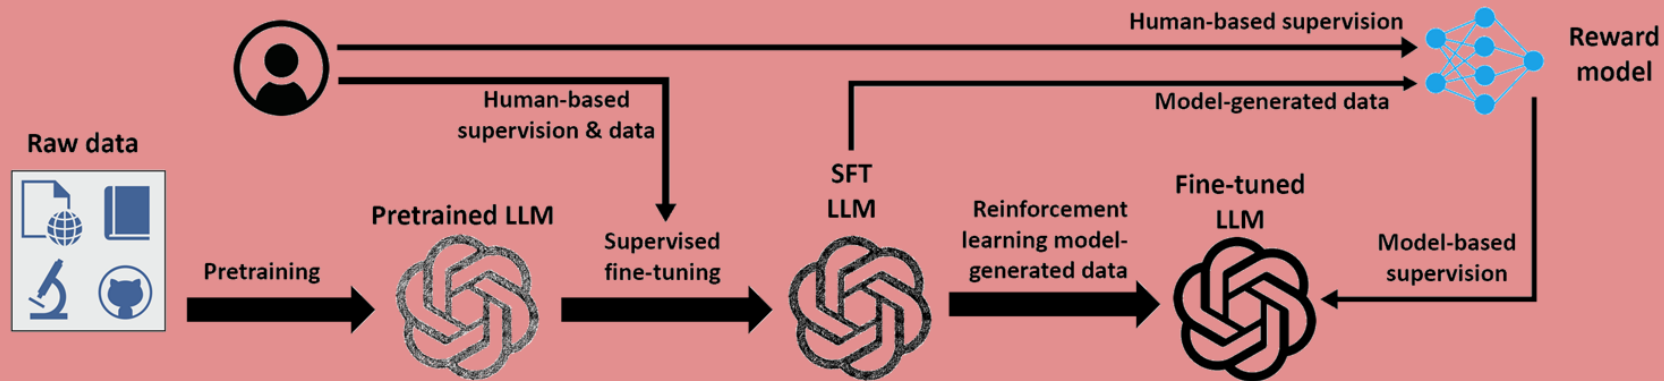 Human-based supervision
Reward
model
Human-based
supervision & data
Model-generated data
Raw data
SFT
LLM
Pretrained LLM
Fine-tuned
LLM
Reinforcement
learning model-
generated data
Supervised
fine-tuning
Model-based
supervision
Pretraining